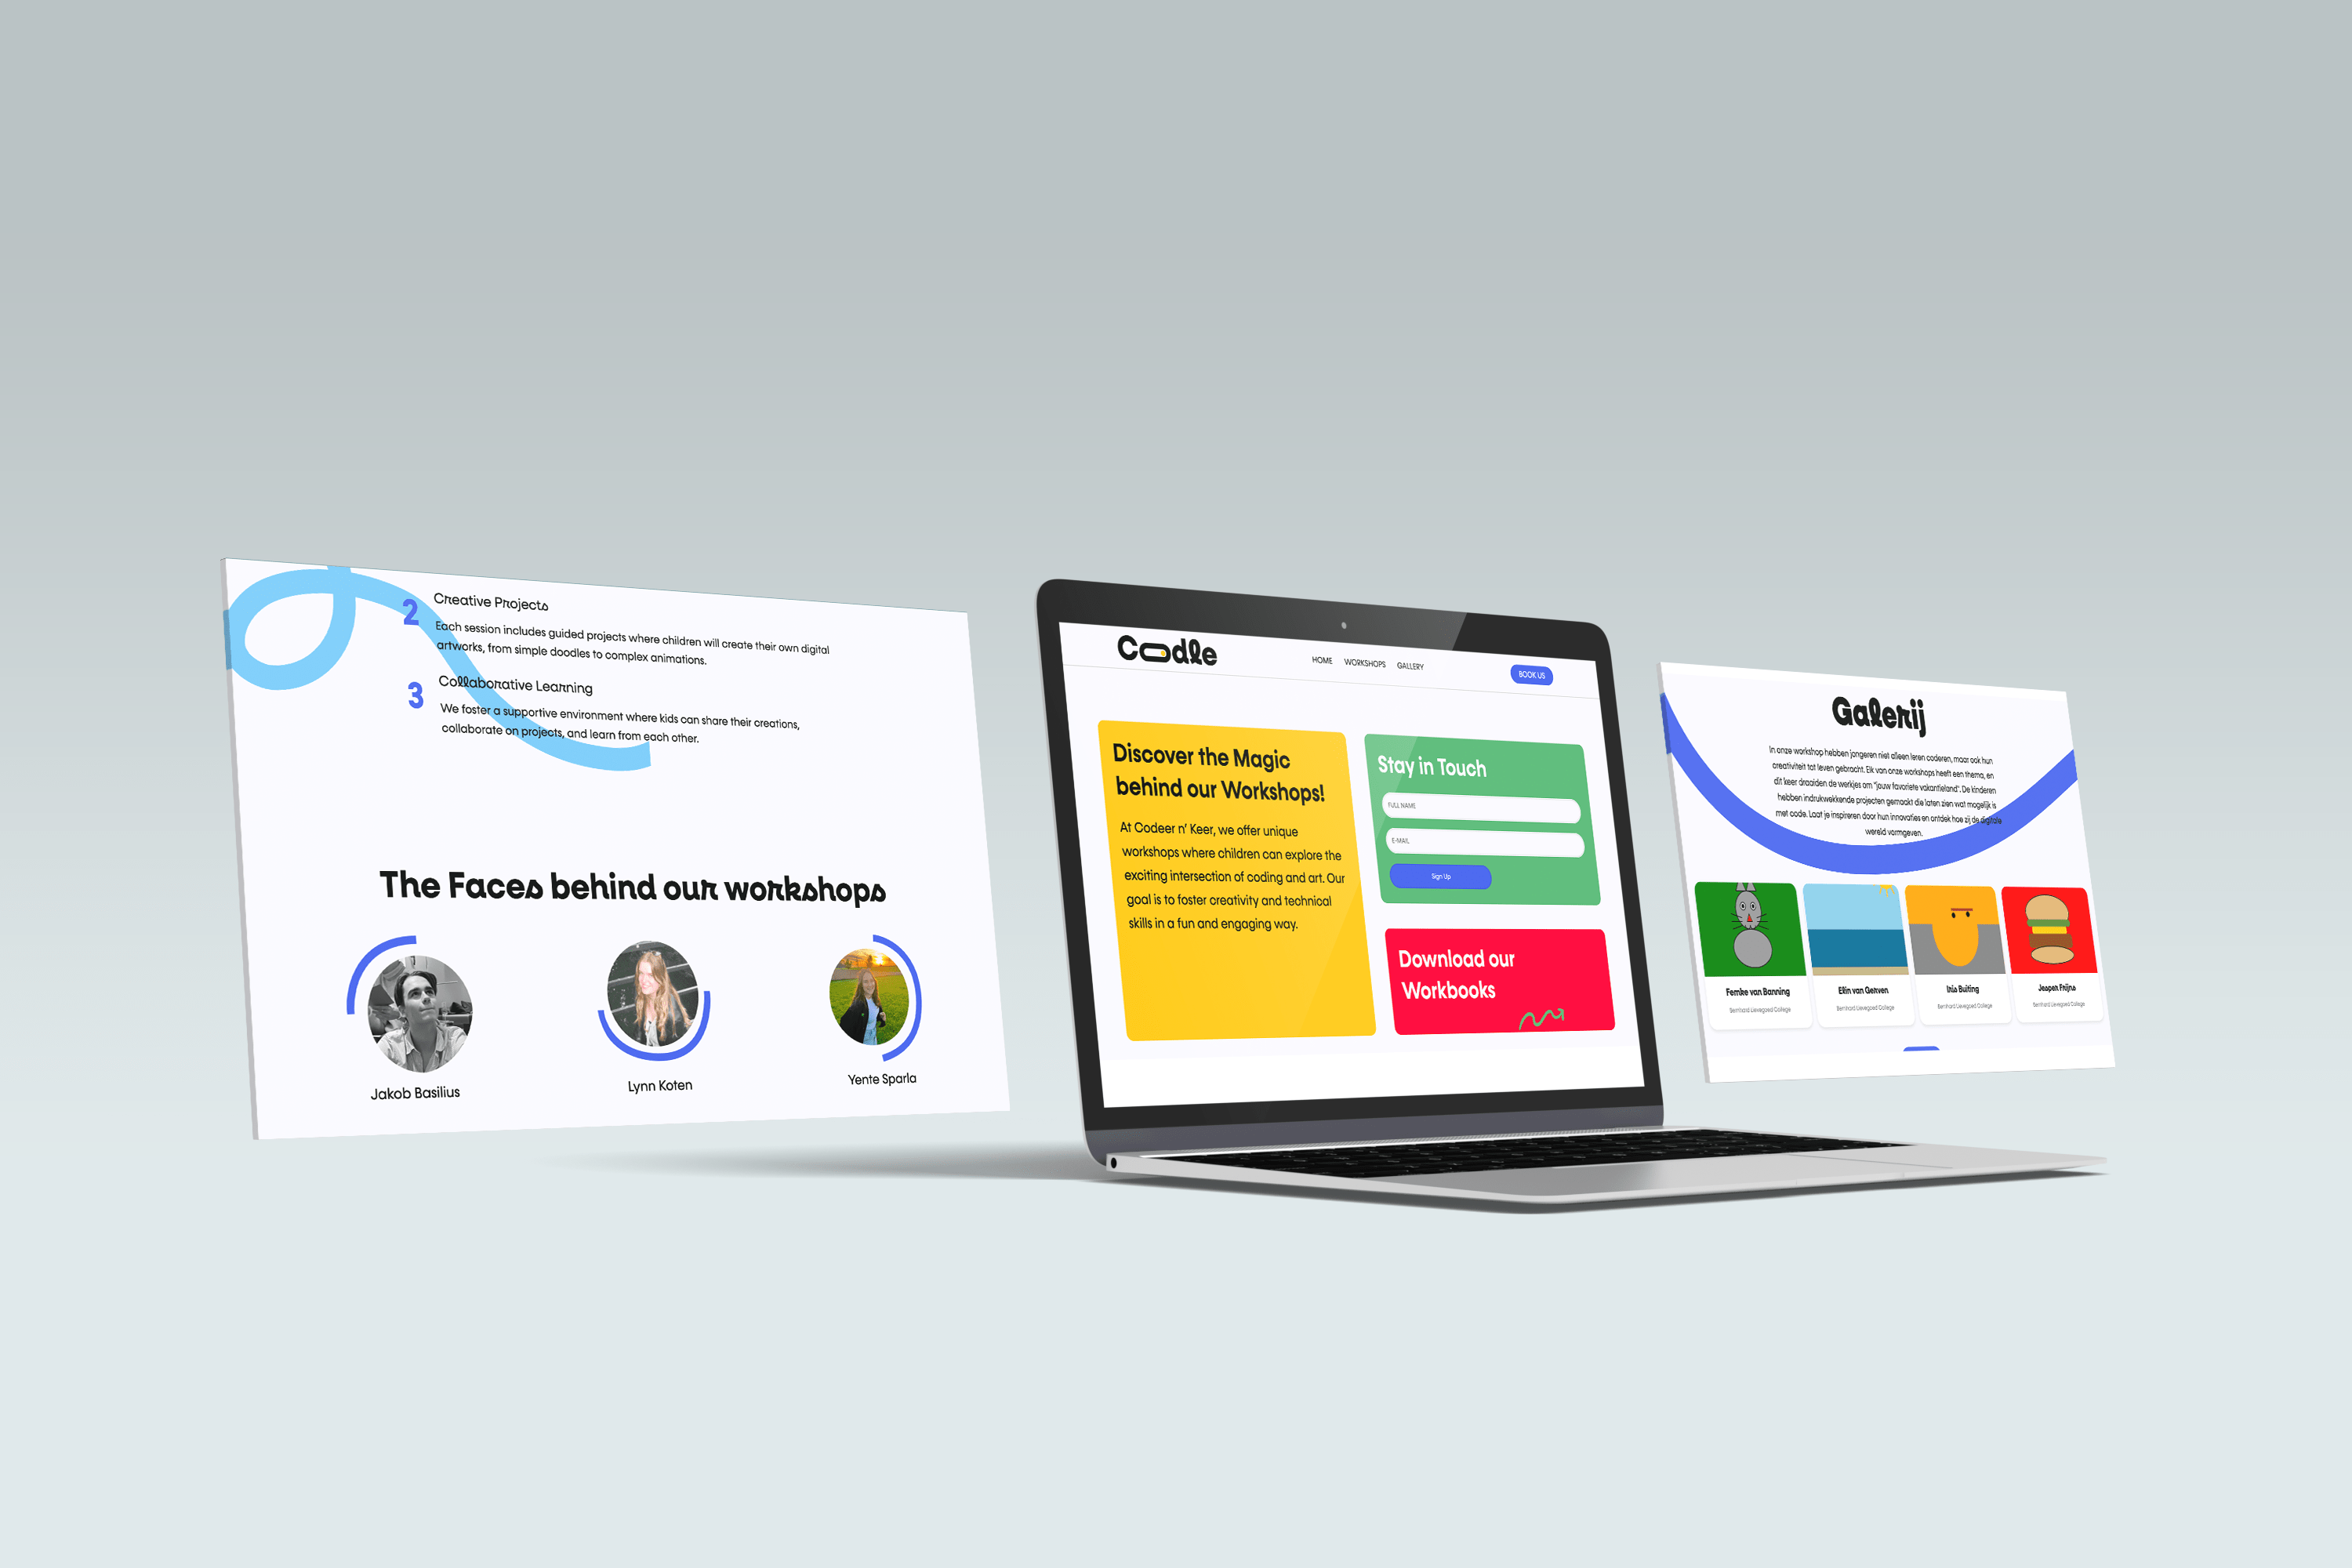 2
Creative Projects
Each session includes guided projects where children will create their own digital
artworks, from simple doodles to complex animations.
3
Collaborative Learning
We foster a supportive environment where kids can share their creations,
collaborate on projects, and learn from each other.
The Faces behind our workshops
Jakob Basilius
Lynn Koten
Yente Sparla
Coodle
HOME
WORKSHOPS
GALLERY
BOOK US
Discover the Magic
behind our Workshops!
At Codeer n' Keer, we offer unique
workshops where children can explore the
exciting intersection of coding and art. Our
goal is to foster creativity and technical
skills in a fun and engaging way.
Stay in Touch
FULL NAME
E-MAIL
Sign Up
Download our
Workbooks
Galerij
In onze workshop hebben jongeren niet alleen leren coderen, maar ook hun
creativiteit tot leven gebracht. Elk van onze workshops heeft een thema, en
dit keer draaiden de werkjes om "jouw favoriete vakantieland". De kinderen
hebben indrukwekkende projecten gemaakt die laten zien wat mogelijk is
met code. Laat je inspireren door hun innovaties en ontdek hoe zij de digitale
wereld vormgeven.
Femke van Banning
Bernhard Lievegoed College
Elin van Gerven
Bernhard Lievegoed College
Iris Buiting
Bernhard Lievegoed College
Jesper Frijns
Bernhard Lievegoed College